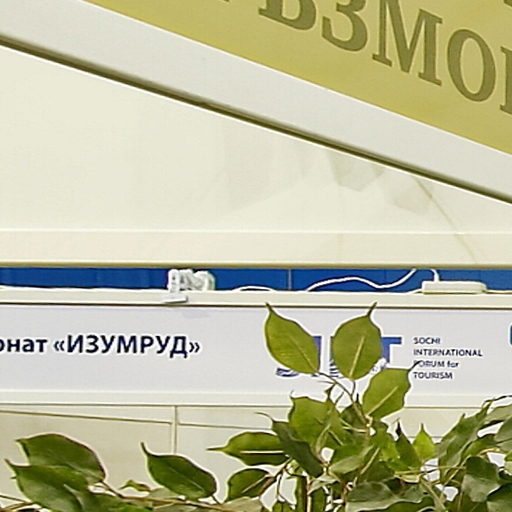 ВЗМО
онат «ИЗУМРУД»
SOCHI
INTERNATIONAL
FORUM for
TOURISM